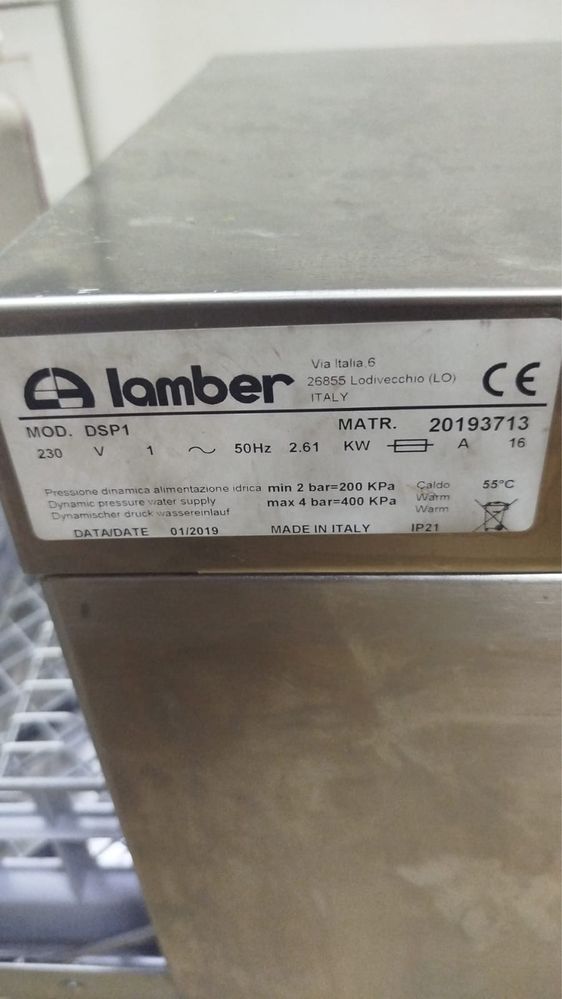 lamber
Via Italia,6
26855 Lodivecchio (LO)
ITALY
CE
MOD. DSP1
MATR. 20193713
230 V 1 ~ 50Hz 2.61 KW A 16
Pressione dinamica alimentazione idrica min 2 bar=200 KPa Caldo 55°C
Dynamic pressure water supply max 4 bar=400 KPa Warm
Dynamischer druck wassereinlauf Warm
DATA/DATE 01/2019 MADE IN ITALY IP21